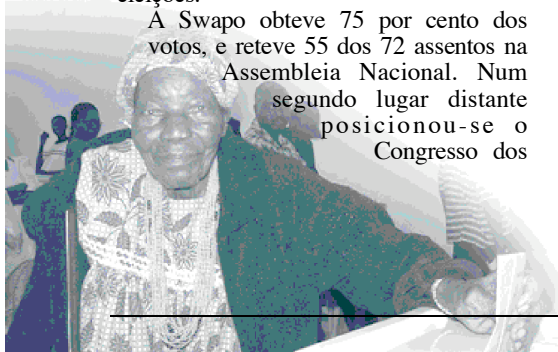 eleições.
A Swapo obteve 75 por cento dos
votos, e reteve 55 dos 72 assentos na
Assembleia Nacional. Num
segundo lugar distante
posicionou-se o
Congresso dos